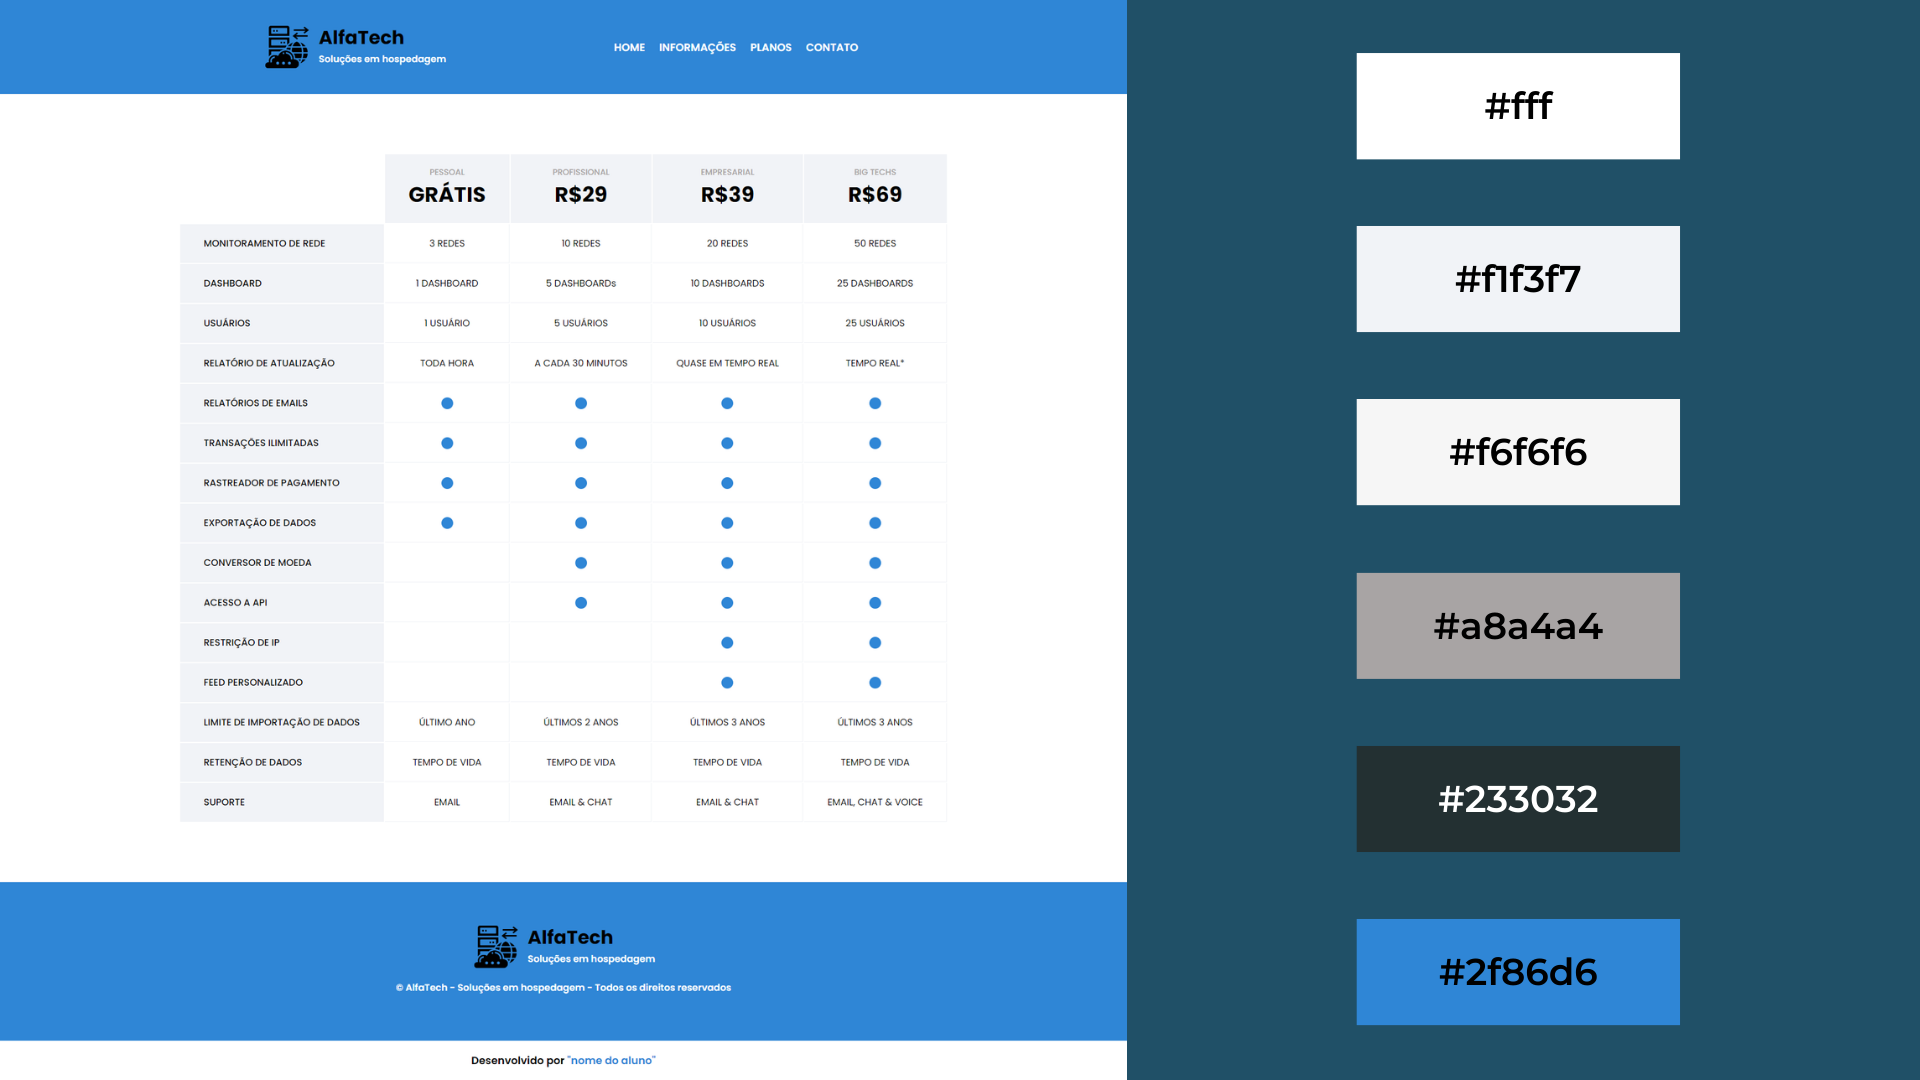 AlfaTech
Soluções em hospedagem
HOME INFORMAÇÕES PLANOS CONTATO
PESSOAL PROFISSIONAL EMPRESARIAL BIG TECHS
GRÁTIS R$29 R$39 R$69
MONITORAMENTO DE REDE 3 REDES 10 REDES 20 REDES 50 REDES
DASHBOARD 1 DASHBOARD 5 DASHBOARDs 10 DASHBOARDS 25 DASHBOARDS
USUÁRIOS 1 USUÁRIO 5 USUÁRIOS 10 USUÁRIOS 25 USUÁRIOS
RELATÓRIO DE ATUALIZAÇÃO TODA HORA A CADA 30 MINUTOS QUASE EM TEMPO REAL TEMPO REAL*
RELATÓRIOS DE EMAILS
TRANSAÇÕES ILIMITADAS
RASTREADOR DE PAGAMENTO
EXPORTAÇÃO DE DADOS
CONVERSOR DE MOEDA
ACESSO A API
RESTRIÇÃO DE IP
FEED PERSONALIZADO
LIMITE DE IMPORTAÇÃO DE DADOS ÚLTIMO ANO ÚLTIMOS 2 ANOS ÚLTIMOS 3 ANOS ÚLTIMOS 3 ANOS
RETENÇÃO DE DADOS TEMPO DE VIDA TEMPO DE VIDA TEMPO DE VIDA TEMPO DE VIDA
SUPORTE EMAIL EMAIL & CHAT EMAIL & CHAT EMAIL, CHAT & VOICE
AlfaTech
Soluções em hospedagem
© AlfaTech - Soluções em hospedagem - Todos os direitos reservados
Desenvolvido por "nome do aluno"
#fff
#f1f3f7
#f6f6f6
#a8a4a4
#233032
#2f86d6